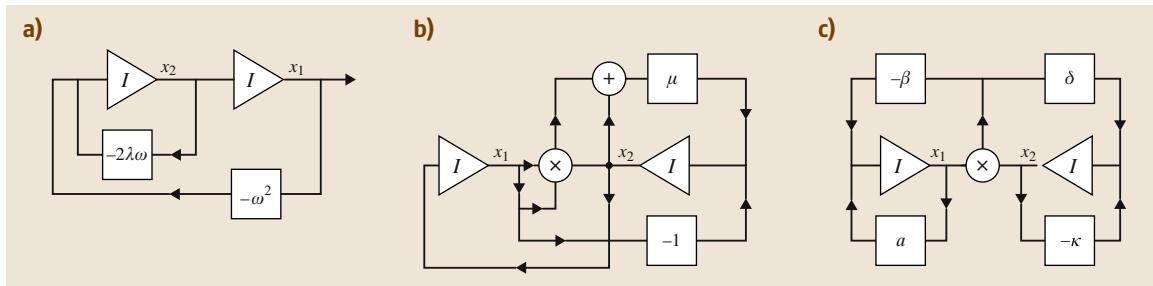 a)
I
x₂
I
x₁
–2λω
–ω²
b)
+
μ
I
x₁
×
x₂
I
–1
c)
–β
δ
I
x₁
×
x₂
I
a
–κ